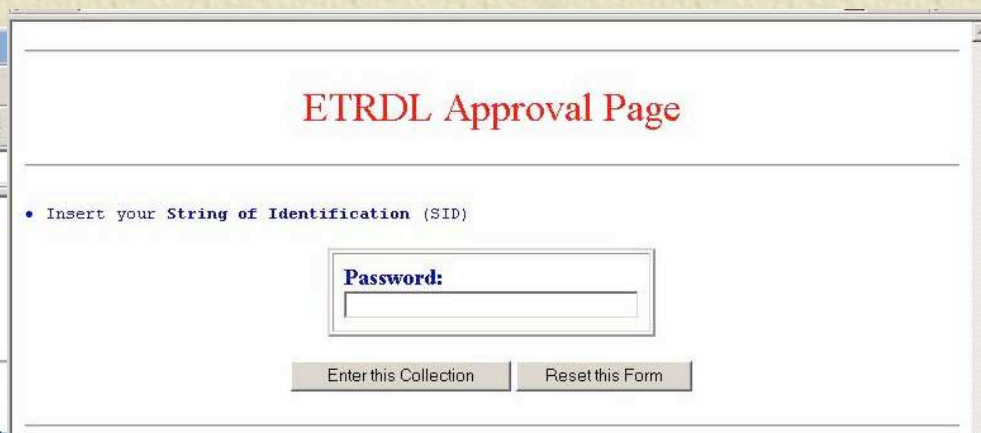 ETRDL Approval Page
• Insert your String of Identification (SID)
Password:
Enter this Collection Reset this Form